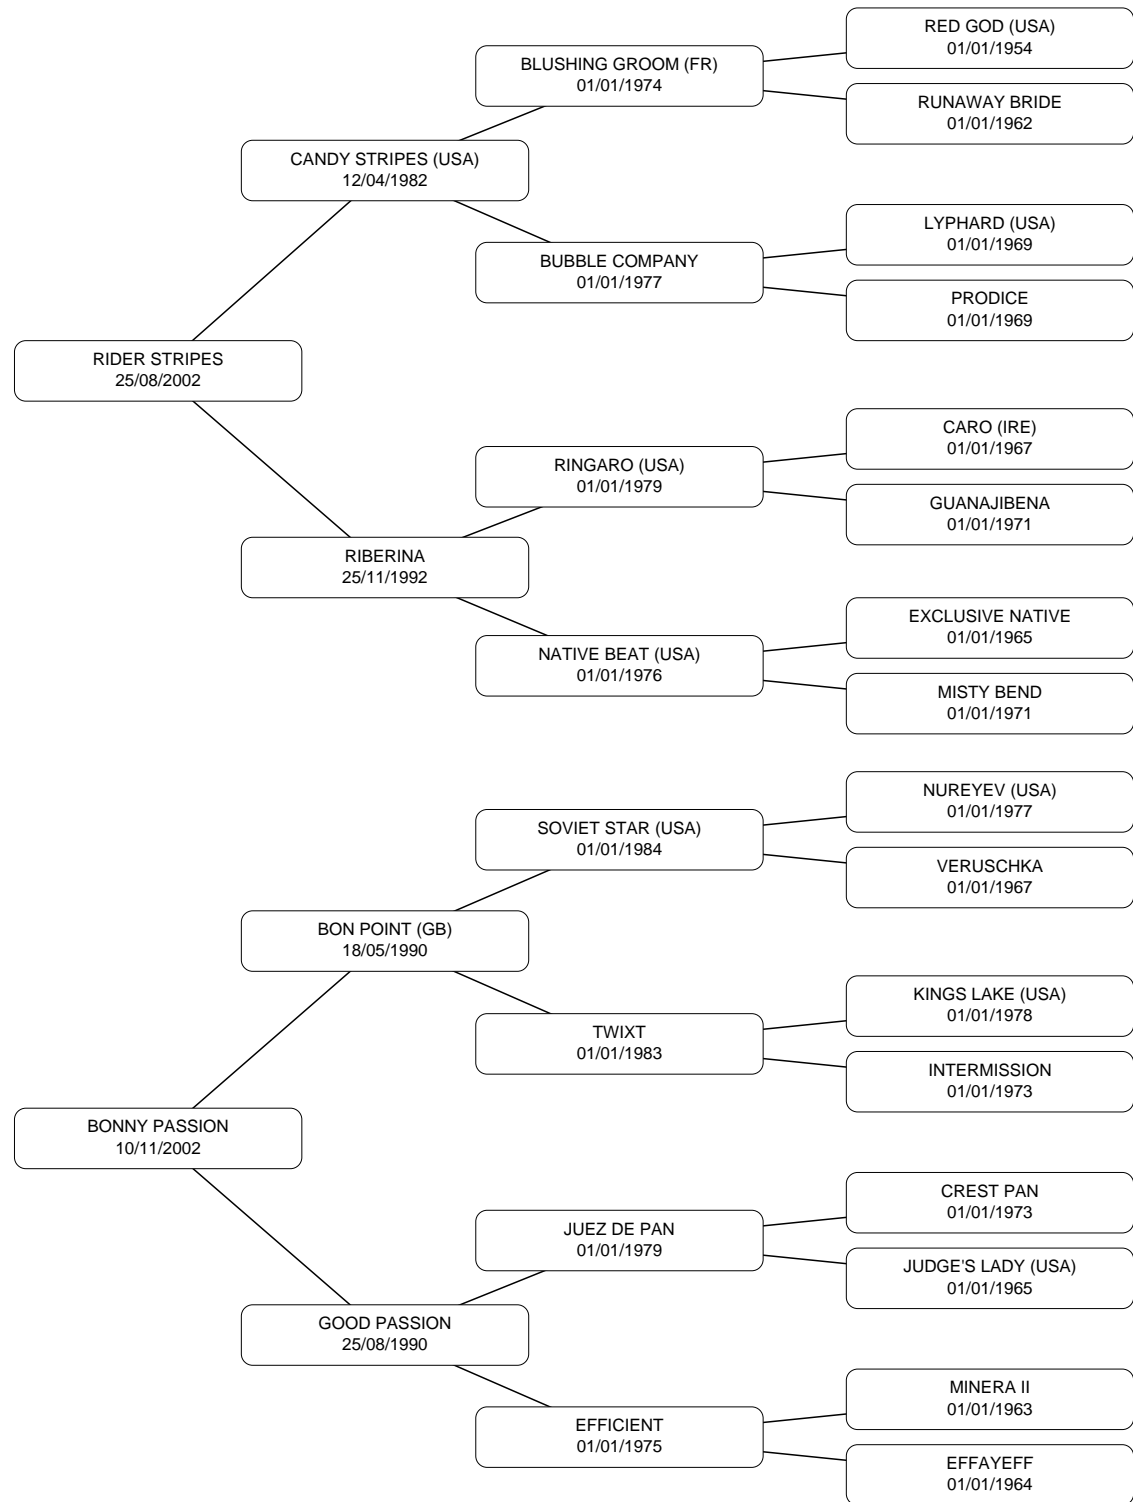 RED GOD (USA)
01/01/1954
BLUSHING GROOM (FR)
01/01/1974
RUNAWAY BRIDE
01/01/1962
CANDY STRIPES (USA)
12/04/1982
LYPHARD (USA)
01/01/1969
BUBBLE COMPANY
01/01/1977
PRODICE
01/01/1969
RIDER STRIPES
25/08/2002
CARO (IRE)
01/01/1967
RINGARO (USA)
01/01/1979
GUANAJIBENA
01/01/1971
RIBERINA
25/11/1992
EXCLUSIVE NATIVE
01/01/1965
NATIVE BEAT (USA)
01/01/1976
MISTY BEND
01/01/1971
NUREYEV (USA)
01/01/1977
SOVIET STAR (USA)
01/01/1984
VERUSCHKA
01/01/1967
BON POINT (GB)
18/05/1990
KINGS LAKE (USA)
01/01/1978
TWIXT
01/01/1983
INTERMISSION
01/01/1973
BONNY PASSION
10/11/2002
CREST PAN
01/01/1973
JUEZ DE PAN
01/01/1979
JUDGE'S LADY (USA)
01/01/1965
GOOD PASSION
25/08/1990
MINERA II
01/01/1963
EFFICIENT
01/01/1975
EFFAYEFF
01/01/1964